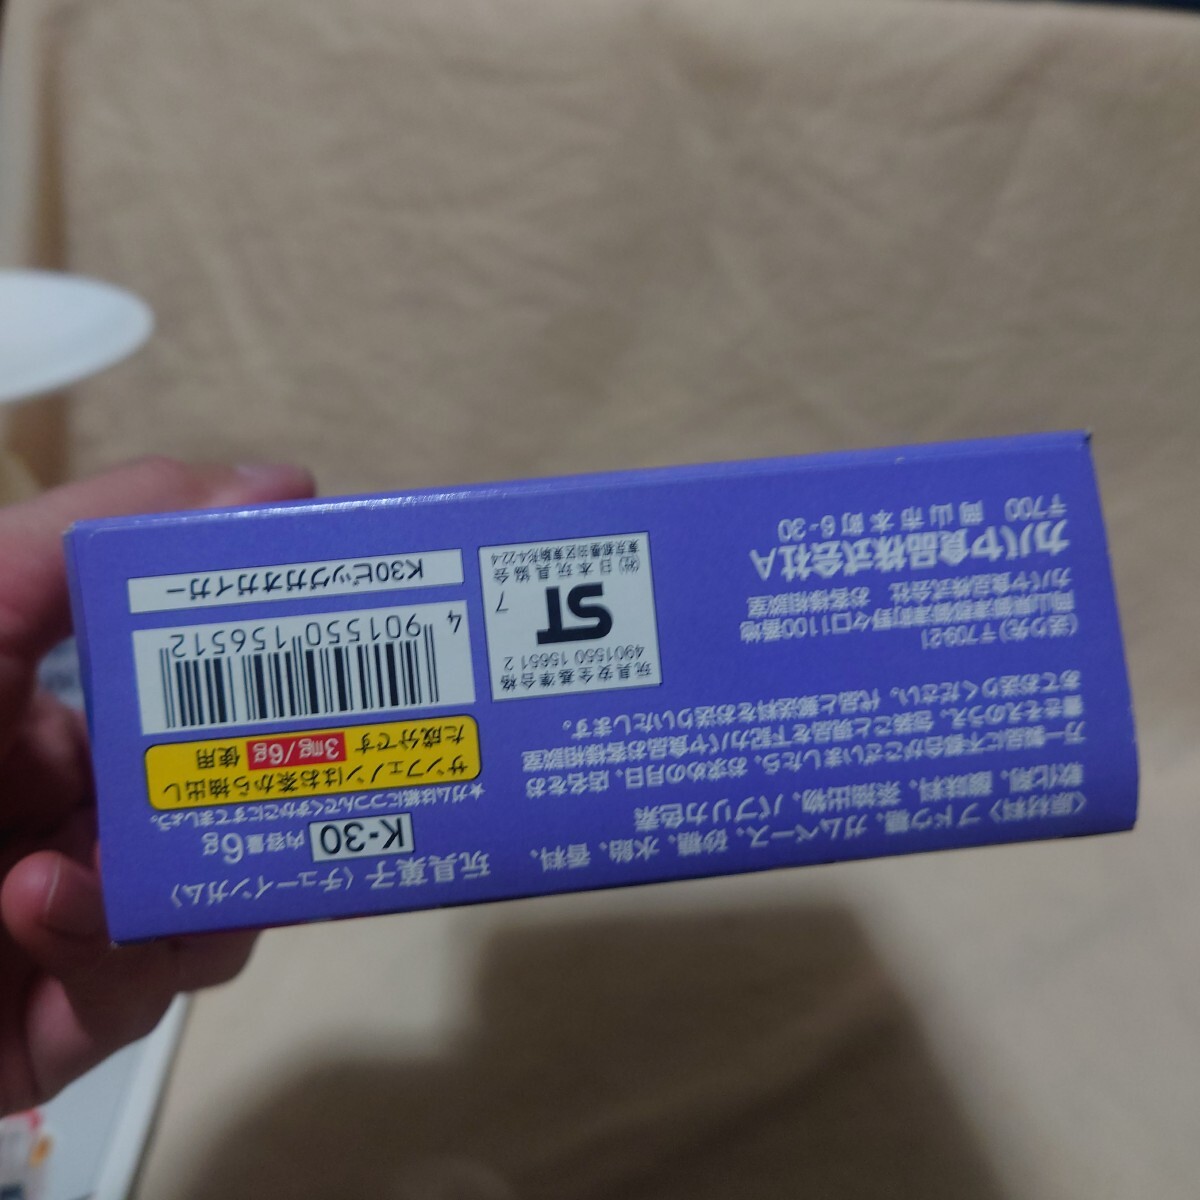 玩具菓子〈チューインガム〉
K-30 内容量6g
★ガムは紙につつんでくずかごにすてましょう。
サンフェノンはお茶から抽出し
た成分です 3mg/6g 使用
4 901550 156512
K30ビッグガオガイガー
〈原材料〉ブドウ糖、ガムベース、砂糖、水飴、香料、
軟化剤、酸味料、茶抽出物、パプリカ色素
万一製品に不都合がございましたら、お求めの月日、店名をお
書きそえのうえ、包装ごと現品を下記カバヤ食品お客様相談室
あてお送りください。代品と郵送料をお送りいたします。
(送り先)〒709-21
岡山県御津郡御津町野々口1100番地
カバヤ食品株式会社 お客様相談室
カバヤ食品株式会社A
〒700 岡山市本町6-30
玩具安全基準合格
4901550 15651 2
ST
7
(社)日本玩具協会
東京都墨田区東駒形4-22-4